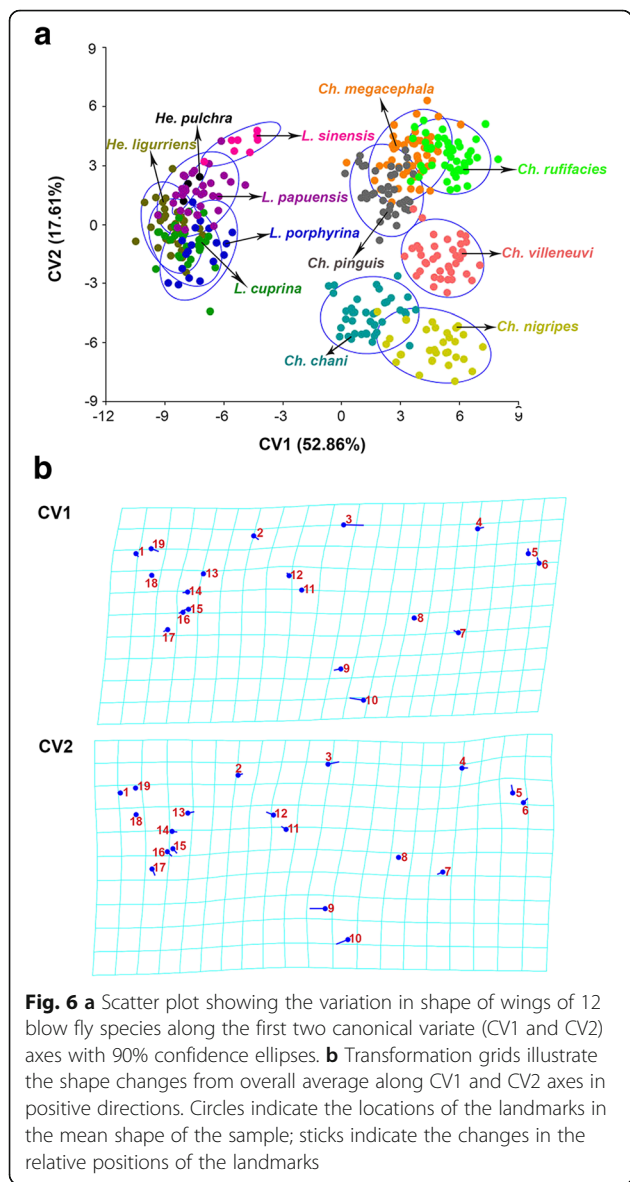 a
9
6
3
0
-3
-6
-9
CV2 (17.61%)
-12
-9
-6
-3
0
3
6
9
CV1 (52.86%)
He. pulchra
He. ligurriens
L. sinensis
L. papuensis
L. porphyrina
L. cuprina
Ch. megacephala
Ch. rufifacies
Ch. pinguis
Ch. villeneuvi
Ch. nigripes
Ch. chani
b
CV1
1
19
2
3
4
5
6
18
13
12
14
11
15
16
17
8
7
9
10
CV2
1
19
2
3
4
5
6
18
13
12
14
11
15
16
17
8
7
9
10
Fig. 6 a Scatter plot showing the variation in shape of wings of 12
blow fly species along the first two canonical variate (CV1 and CV2)
axes with 90% confidence ellipses. b Transformation grids illustrate
the shape changes from overall average along CV1 and CV2 axes in
positive directions. Circles indicate the locations of the landmarks in
the mean shape of the sample; sticks indicate the changes in the
relative positions of the landmarks